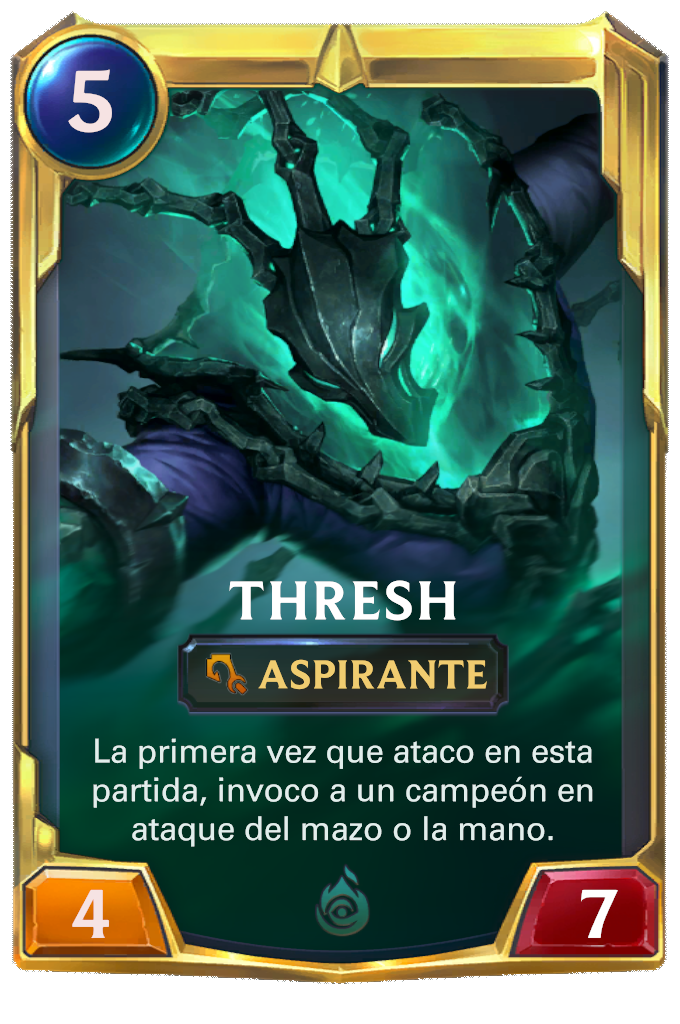 5
THRESH
ASPIRANTE
La primera vez que ataco en esta
partida, invoco a un campeón en
ataque del mazo o la mano.
4
7